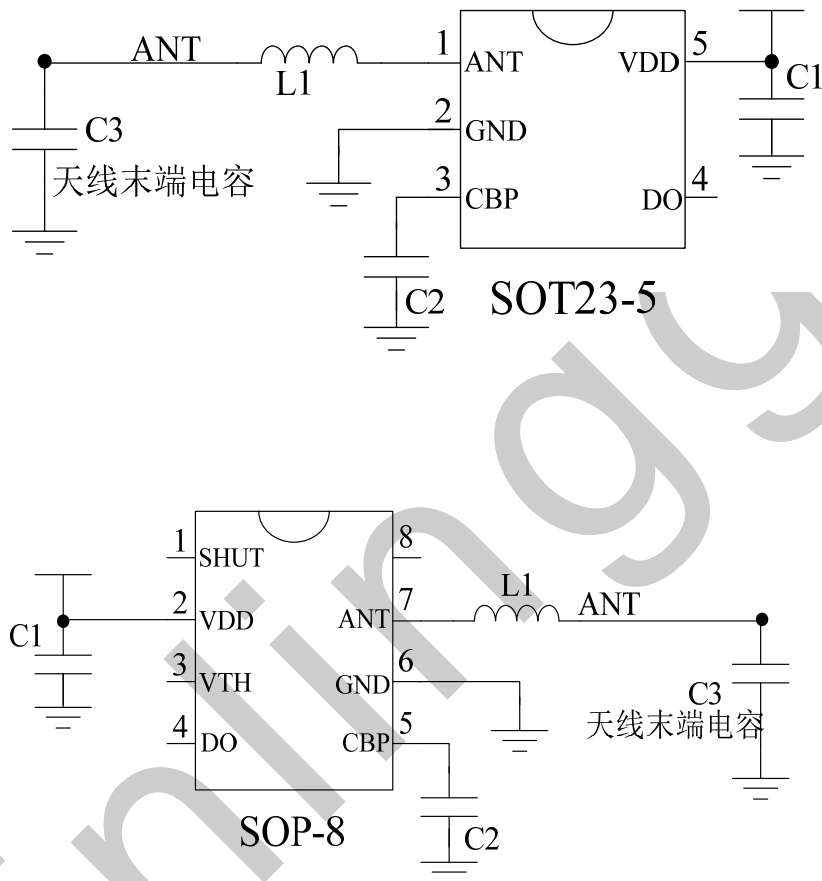 ANT
L1
1
ANT
VDD
5
C1
C3
2
GND
天线末端电容
3
CBP
DO
4
C2
SOT23-5
1
SHUT
8
L1
ANT
C1
2
VDD
ANT
7
3
VTH
GND
6
C3
天线末端电容
4
DO
CBP
5
SOP-8
C2